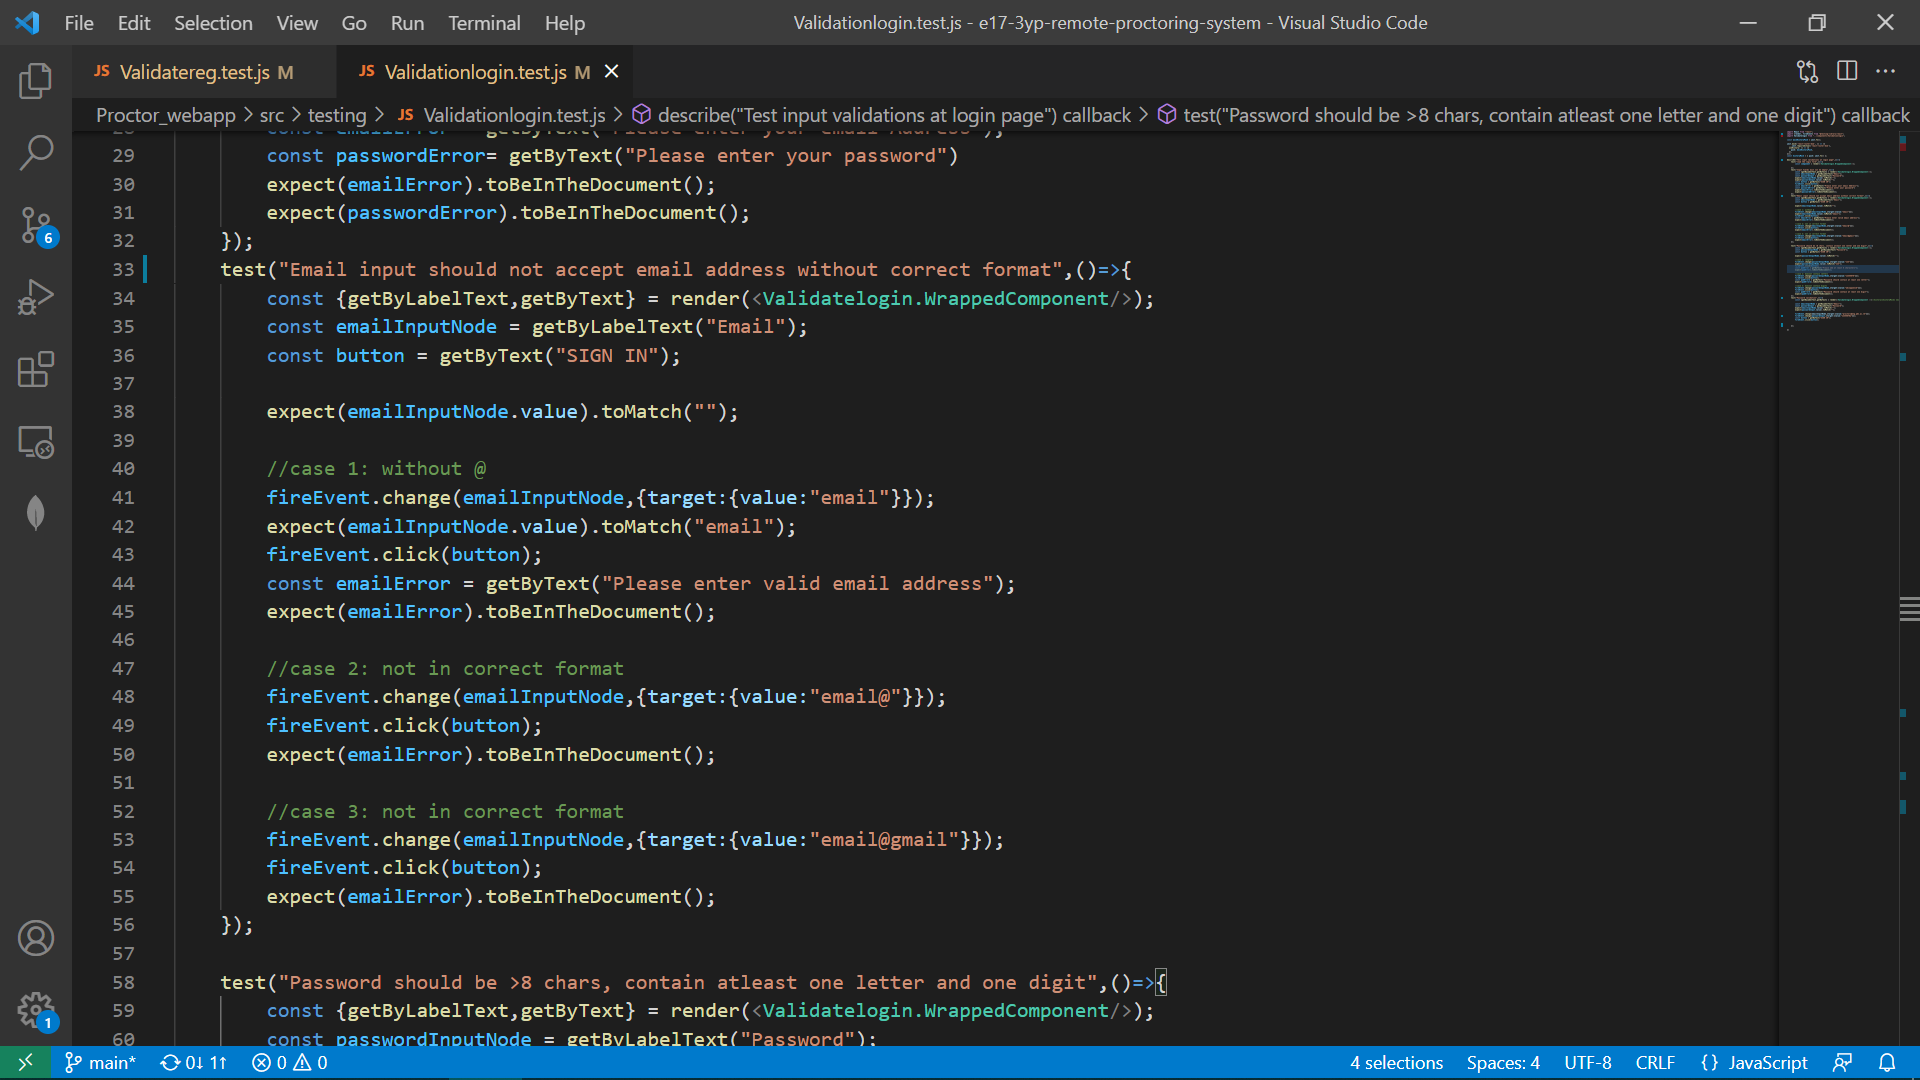 File Edit Selection View Go Run Terminal Help Validationlogin.test.js - e17-3yp-remote-proctoring-system - Visual Studio Code
JS Validatereg.test.js M JS Validationlogin.test.js M
Proctor_webapp > src > testing > JS Validationlogin.test.js > describe("Test input validations at login page") callback > test("Password should be >8 chars, contain atleast one letter and one digit") callback
28 const emailError = getByText("Please enter your email Address");
29 const passwordError= getByText("Please enter your password")
30 expect(emailError).toBeInTheDocument();
31 expect(passwordError).toBeInTheDocument();
32 });
33 test("Email input should not accept email address without correct format",()=>{
34 const {getByLabelText,getByText} = render(<Validatelogin.WrappedComponent/>);
35 const emailInputNode = getByLabelText("Email");
36 const button = getByText("SIGN IN");
37
38 expect(emailInputNode.value).toMatch("");
39
40 //case 1: without @
41 fireEvent.change(emailInputNode,{target:{value:"email"}});
42 expect(emailInputNode.value).toMatch("email");
43 fireEvent.click(button);
44 const emailError = getByText("Please enter valid email address");
45 expect(emailError).toBeInTheDocument();
46
47 //case 2: not in correct format
48 fireEvent.change(emailInputNode,{target:{value:"email@"}});
49 fireEvent.click(button);
50 expect(emailError).toBeInTheDocument();
51
52 //case 3: not in correct format
53 fireEvent.change(emailInputNode,{target:{value:"email@gmail"}});
54 fireEvent.click(button);
55 expect(emailError).toBeInTheDocument();
56 });
57
58 test("Password should be >8 chars, contain atleast one letter and one digit",()=>{
59 const {getByLabelText,getByText} = render(<Validatelogin.WrappedComponent/>);
60 const passwordInputNode = getByLabelText("Password");
6
1
main* 0↓ 1↑ 0 0 4 selections Spaces: 4 UTF-8 CRLF {} JavaScript